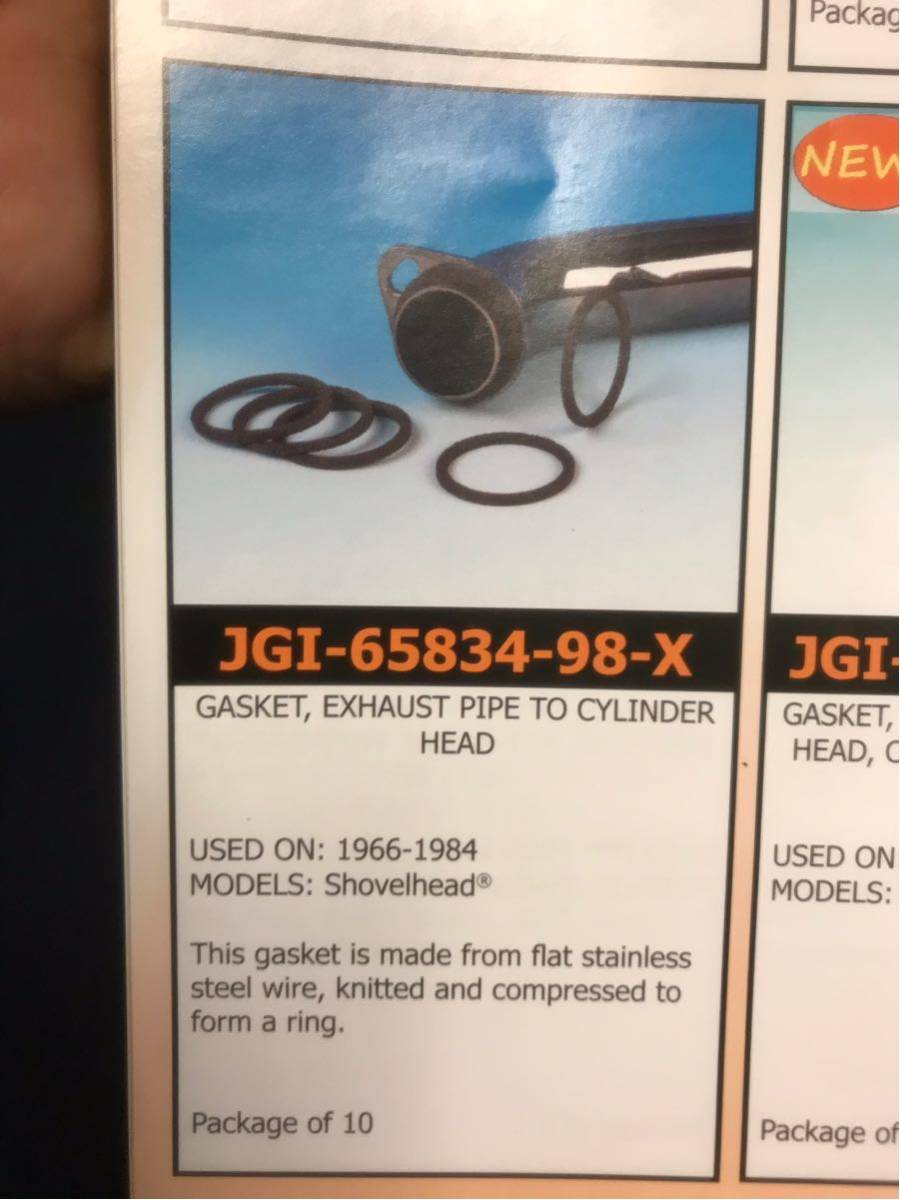 Packag
NEW
JGI-65834-98-X
GASKET, EXHAUST PIPE TO CYLINDER
HEAD
USED ON: 1966-1984
MODELS: Shovelhead®
This gasket is made from flat stainless
steel wire, knitted and compressed to
form a ring.
Package of 10
JGI-
GASKET,
HEAD, C
USED ON
MODELS:
Package of